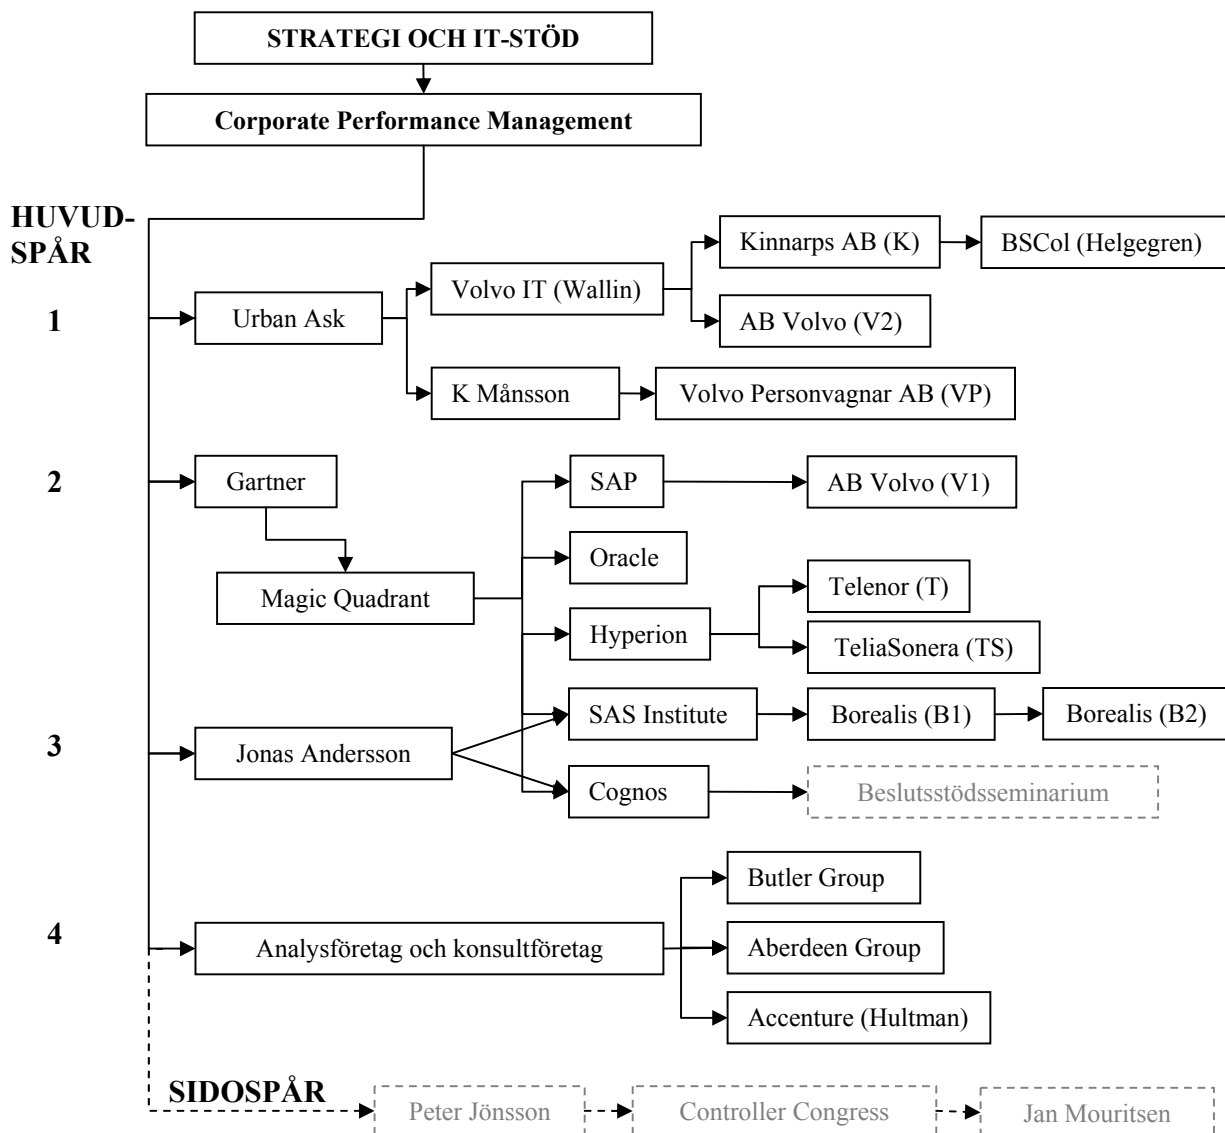 STRATEGI OCH IT-STÖD
Corporate Performance Management
HUVUD-
SPÅR
1
Urban Ask
Volvo IT (Wallin)
Kinnarps AB (K)
BSCol (Helgegren)
AB Volvo (V2)
K Månsson
Volvo Personvagnar AB (VP)
2
Gartner
Magic Quadrant
SAP
AB Volvo (V1)
Oracle
Hyperion
Telenor (T)
TeliaSonera (TS)
3
Jonas Andersson
SAS Institute
Borealis (B1)
Borealis (B2)
Cognos
Beslutsstödsseminarium
4
Analysföretag och konsultföretag
Butler Group
Aberdeen Group
Accenture (Hultman)
SIDOSPÅR
Peter Jönsson
Controller Congress
Jan Mouritsen